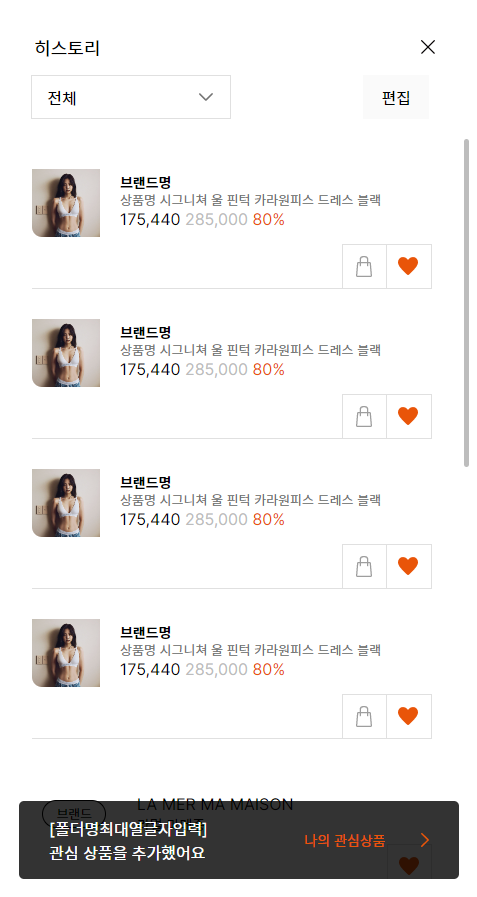 히스토리
전체
편집
브랜드명
상품명 시그니쳐 울 핀턱 카라원피스 드레스 블랙
175,440 285,000 80%
브랜드명
상품명 시그니쳐 울 핀턱 카라원피스 드레스 블랙
175,440 285,000 80%
브랜드명
상품명 시그니쳐 울 핀턱 카라원피스 드레스 블랙
175,440 285,000 80%
브랜드명
상품명 시그니쳐 울 핀턱 카라원피스 드레스 블랙
175,440 285,000 80%
LA MER MA MAISON
브랜드
[폴더명최대열글자입력]
관심 상품을 추가했어요
나의 관심상품